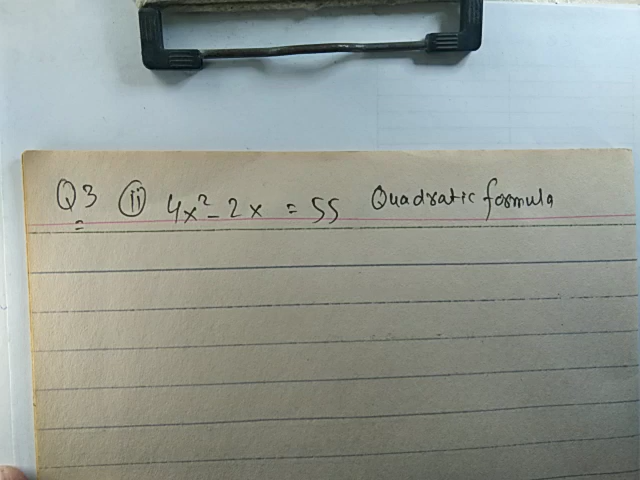 Q3 (ii) 4x² - 2x = 55 Quadratic formula